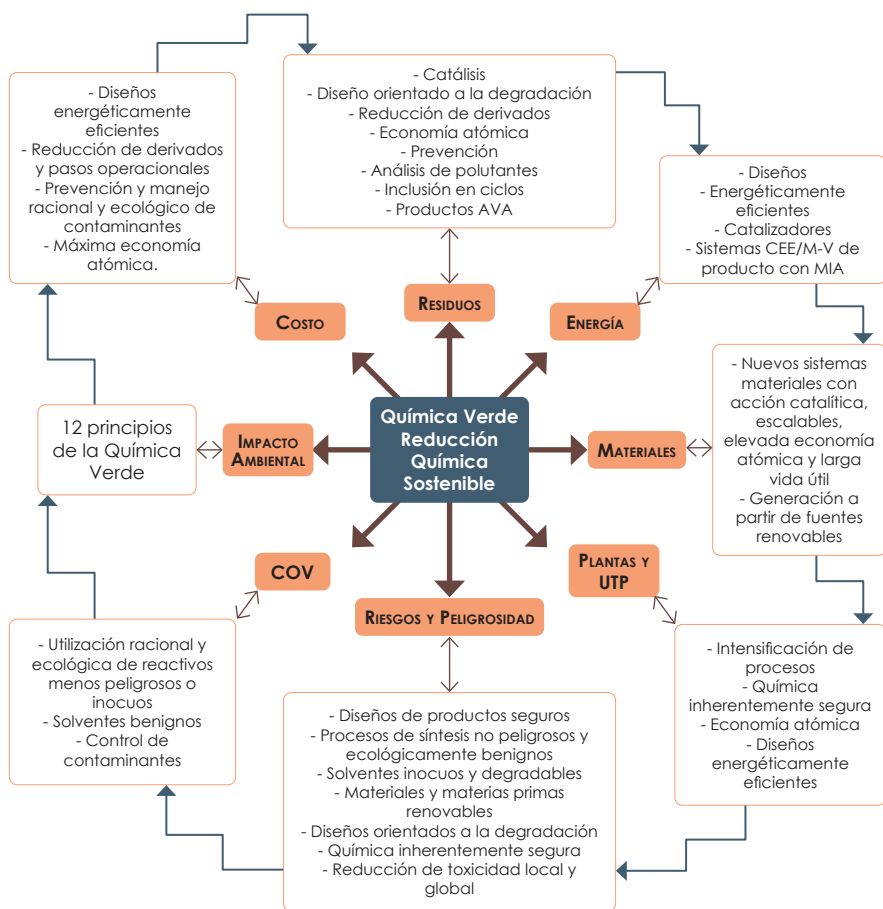 - Diseños
energéticamente
eficientes
- Reducción de derivados
y pasos operacionales
- Prevención y manejo
racional y ecológico de
contaminantes
- Máxima economía
atómica.
- Catálisis
- Diseño orientado a la degradación
- Reducción de derivados
- Economía atómica
- Prevención
- Análisis de polutantes
- Inclusión en ciclos
- Productos AVA
- Diseños
- Energéticamente
eficientes
- Catalizadores
- Sistemas CEE/M-V de
producto con MIA
Costo
Residuos
Energía
12 principios
de la Química
Verde
Impacto
Ambiental
Química Verde
Reducción
Química
Sostenible
Materiales
- Nuevos sistemas
materiales con
acción catalítica,
escalables,
elevada economía
atómica y larga
vida útil
- Generación a
partir de fuentes
renovables
COV
Riesgos y Peligrosidad
Plantas y
UTP
- Utilización racional y
ecológica de reactivos
menos peligrosos o
inocuos
- Solventes benignos
- Control de
contaminantes
- Diseños de productos seguros
- Procesos de síntesis no peligrosos y
ecológicamente benignos
- Solventes inocuos y degradables
- Materiales y materias primas
renovables
- Diseños orientados a la degradación
- Química inherentemente segura
- Reducción de toxicidad local y
global
- Intensificación de
procesos
- Química
inherentemente segura
- Economía atómica
- Diseños
energéticamente
eficientes